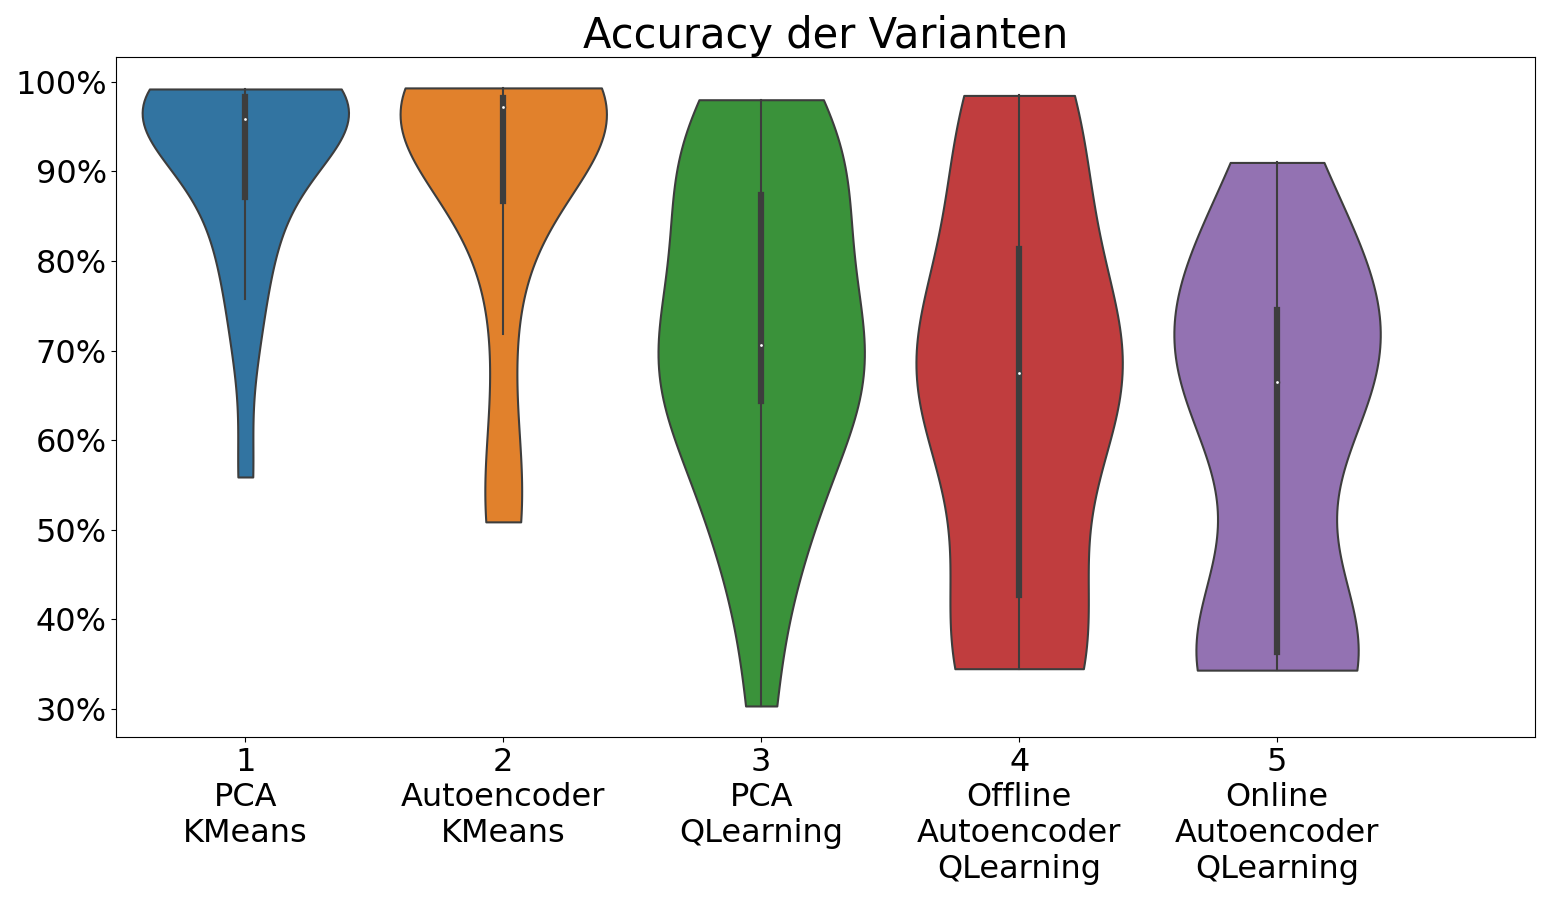 Accuracy der Varianten
100%
90%
80%
70%
60%
50%
40%
30%
1
PCA
KMeans
2
Autoencoder
KMeans
3
PCA
QLearning
4
Offline
Autoencoder
QLearning
5
Online
Autoencoder
QLearning